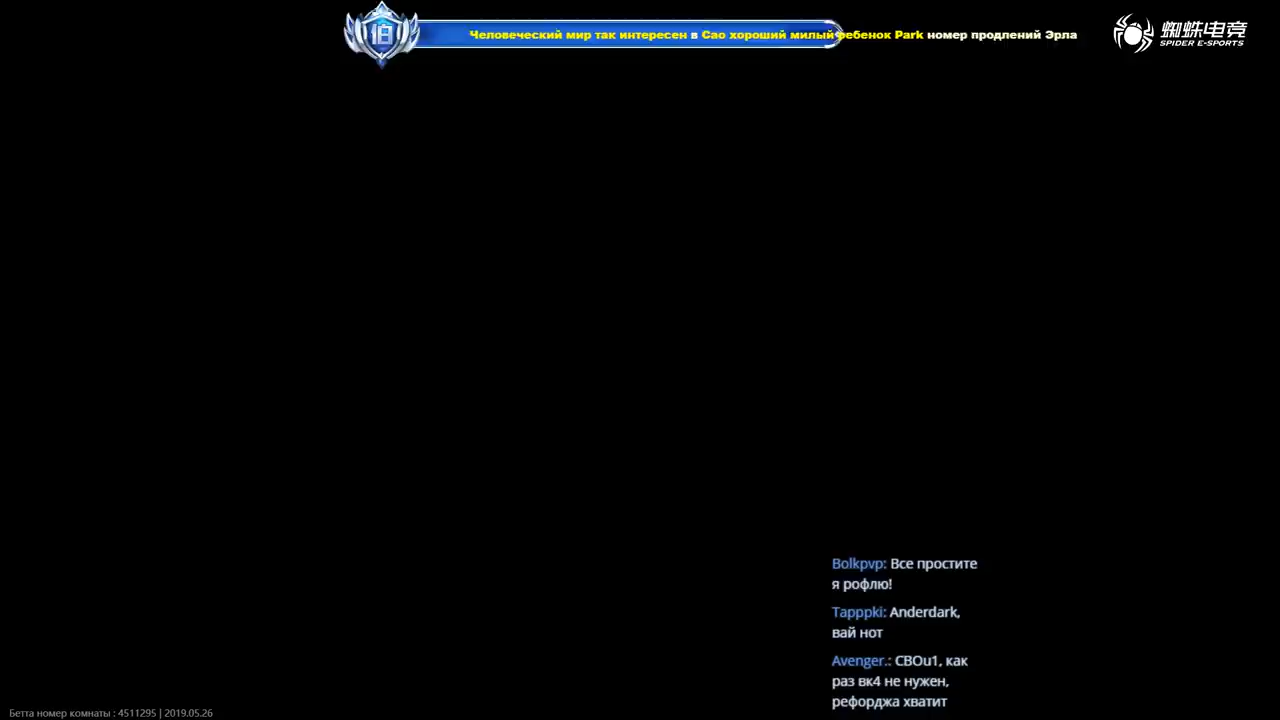 伯
Человеческий мир так интересен в Сао хороший милый ребенок Park номер продлений Эрла
蜘蛛电竞
SPIDER E-SPORTS
Bolkpvp: Все простите
я рофлю!
Tapppki: Anderdark,
вай нот
Avenger.: СВОu1, как
раз вк4 не нужен,
рефорджа хватит
Бетта номер комнаты : 4511295 | 2019.05.26